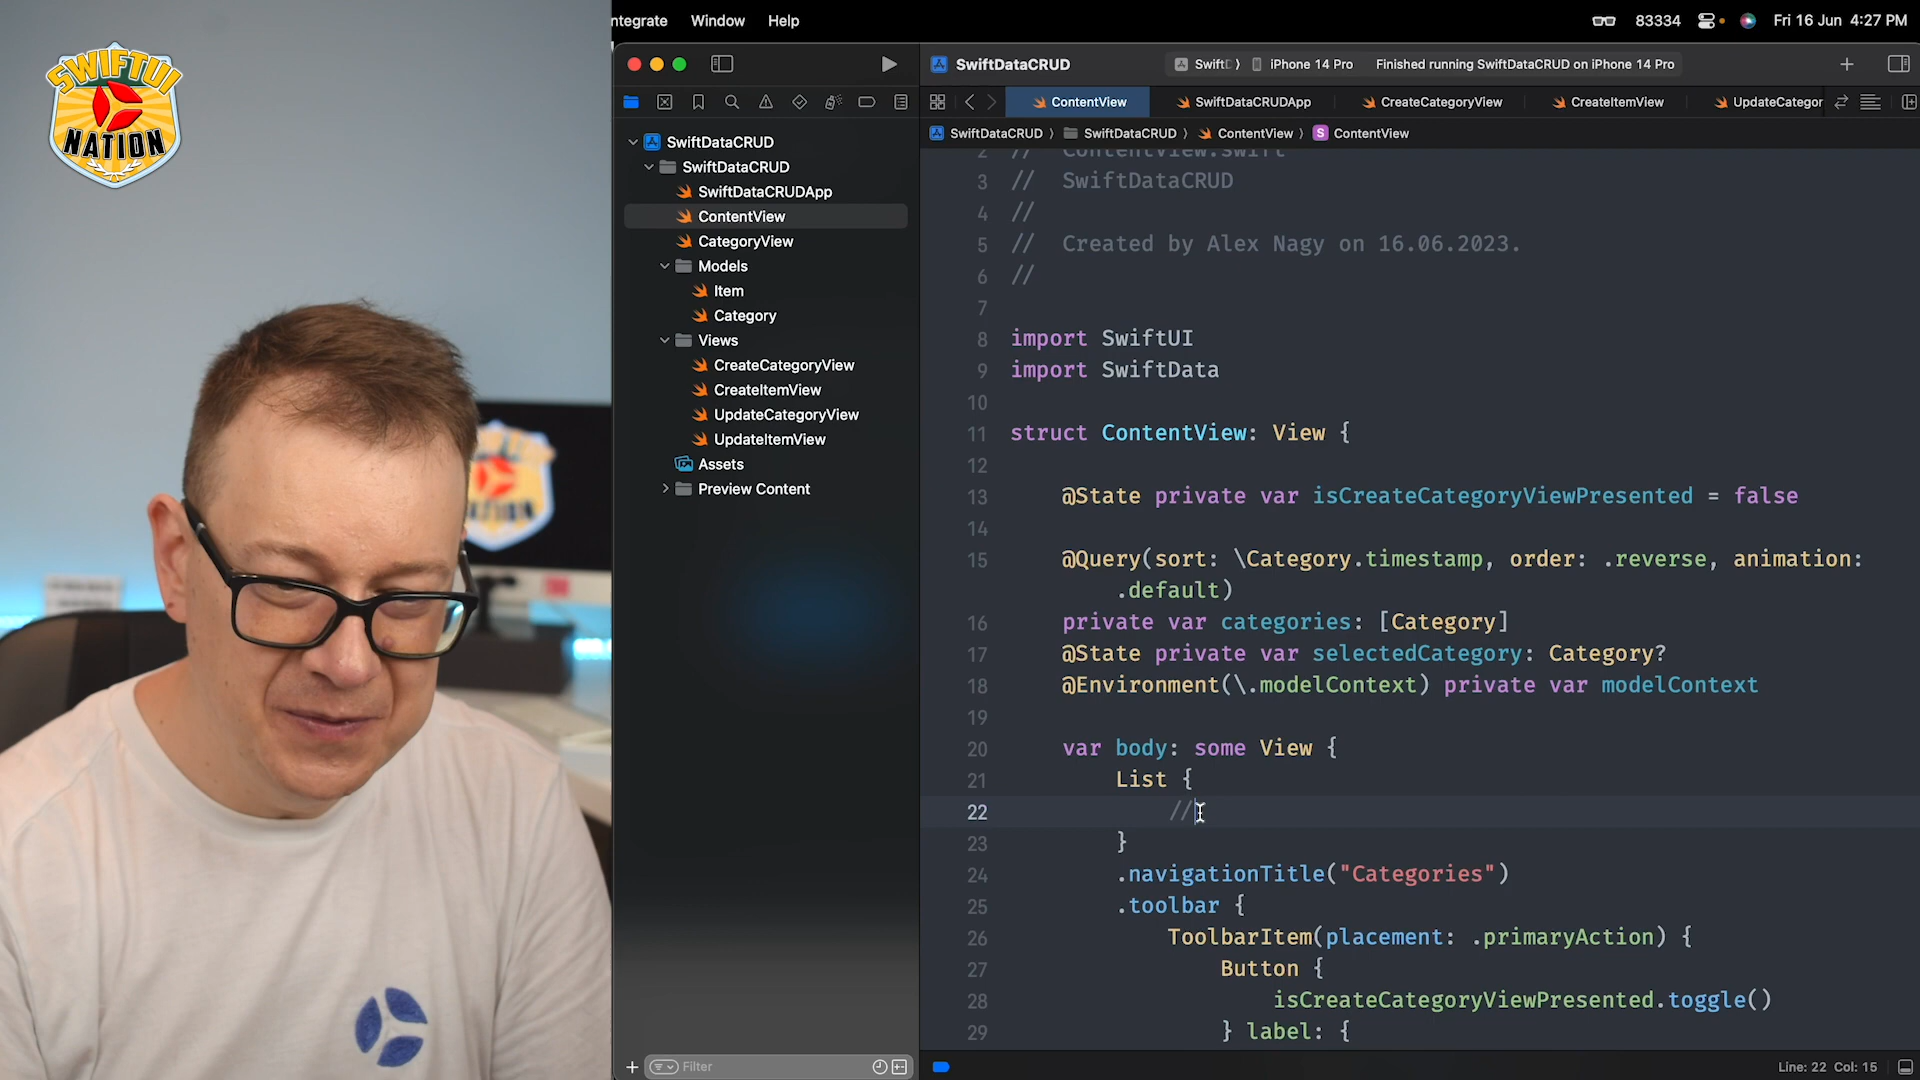 SWIFTUI
NATION
ntegrate Window Help
83334 Fri 16 Jun 4:27 PM
SwiftDataCRUD
Swift iPhone 14 Pro Finished running SwiftDataCRUD on iPhone 14 Pro
ContentView SwiftDataCRUDApp CreateCategoryView CreateItemView UpdateCategor
SwiftDataCRUD SwiftDataCRUD ContentView S ContentView
SwiftDataCRUD
SwiftDataCRUD
SwiftDataCRUDApp
ContentView
CategoryView
Models
Item
Category
Views
CreateCategoryView
CreateItemView
UpdateCategoryView
UpdateItemView
Assets
Preview Content
Filter
2 // ContentView.swift
3 // SwiftDataCRUD
4 //
5 // Created by Alex Nagy on 16.06.2023.
6 //
7
8 import SwiftUI
9 import SwiftData
10
11 struct ContentView: View {
12
13 @State private var isCreateCategoryViewPresented = false
14
15 @Query(sort: \Category.timestamp, order: .reverse, animation:
.default)
16 private var categories: [Category]
17 @State private var selectedCategory: Category?
18 @Environment(\.modelContext) private var modelContext
19
20 var body: some View {
21 List {
22 //
23 }
24 .navigationTitle("Categories")
25 .toolbar {
26 ToolbarItem(placement: .primaryAction) {
27 Button {
28 isCreateCategoryViewPresented.toggle()
29 } label: {
Line: 22 Col: 15
NATION